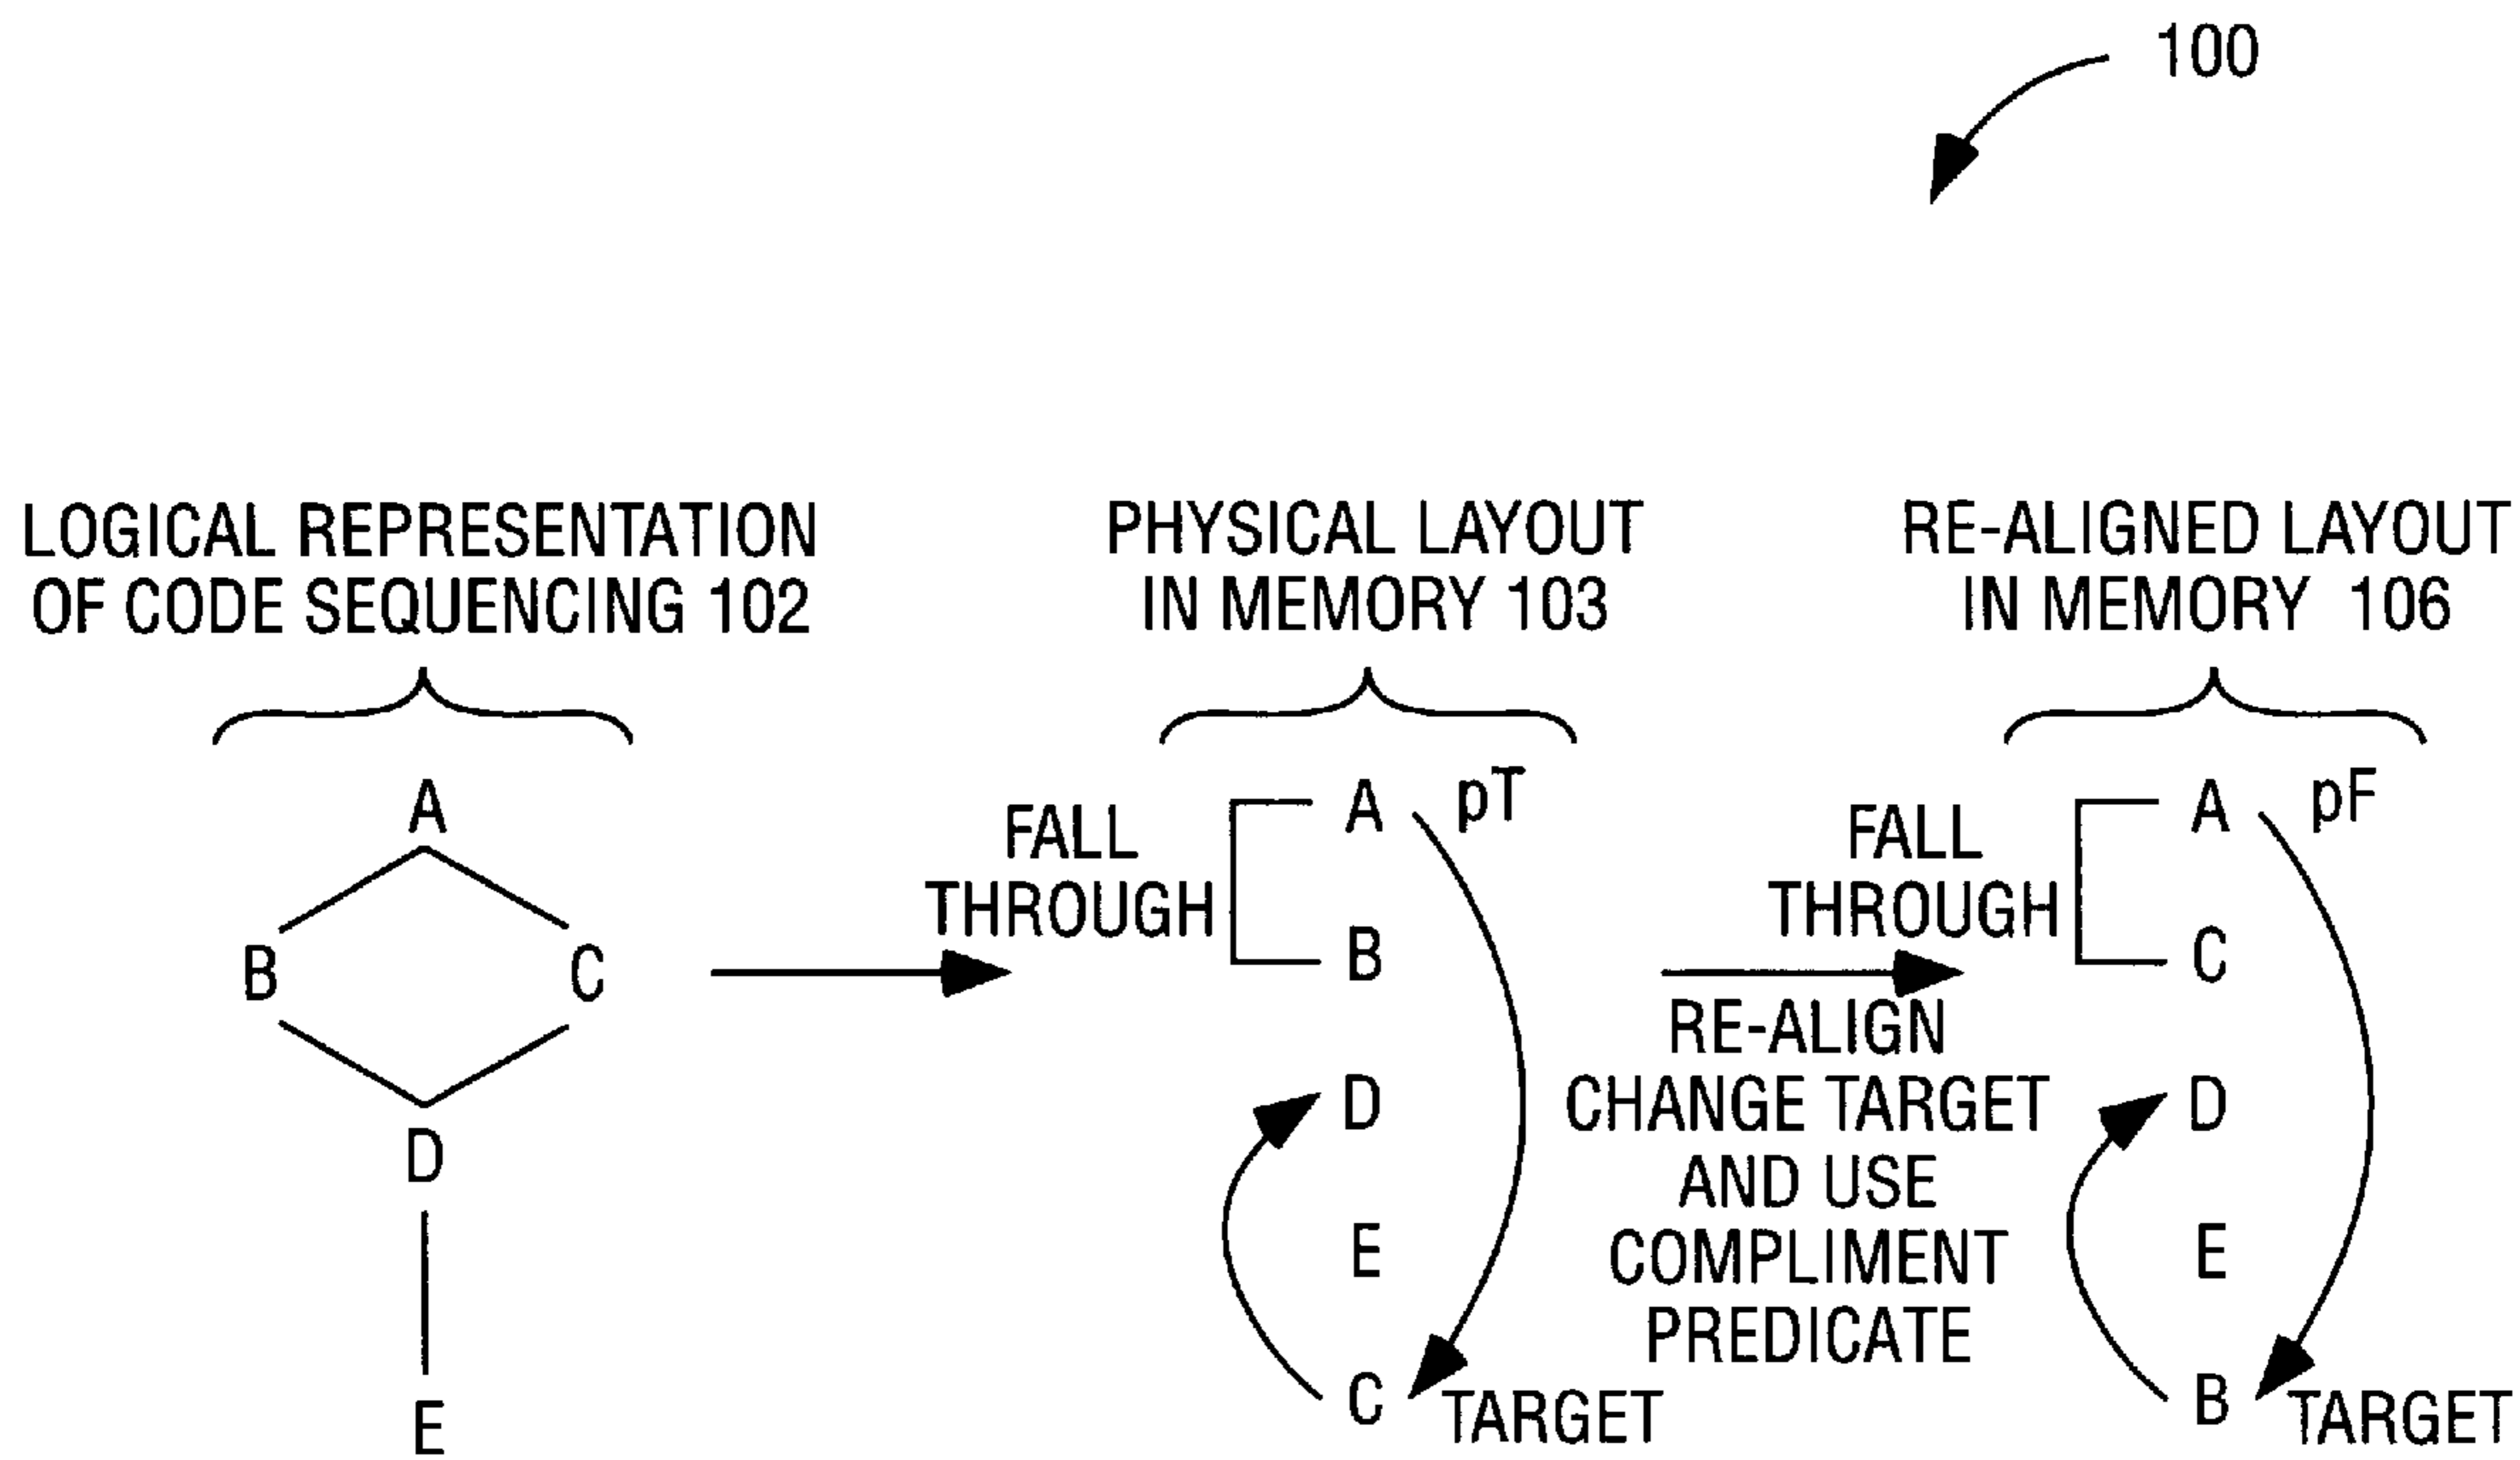 100
LOGICAL REPRESENTATION
OF CODE SEQUENCING 102
A
B C
D
E
PHYSICAL LAYOUT
IN MEMORY 103
FALL
THROUGH
A pT
B
D
E
C TARGET
RE-ALIGN
CHANGE TARGET
AND USE
COMPLIMENT
PREDICATE
RE-ALIGNED LAYOUT
IN MEMORY 106
FALL
THROUGH
A pF
C
D
E
B TARGET